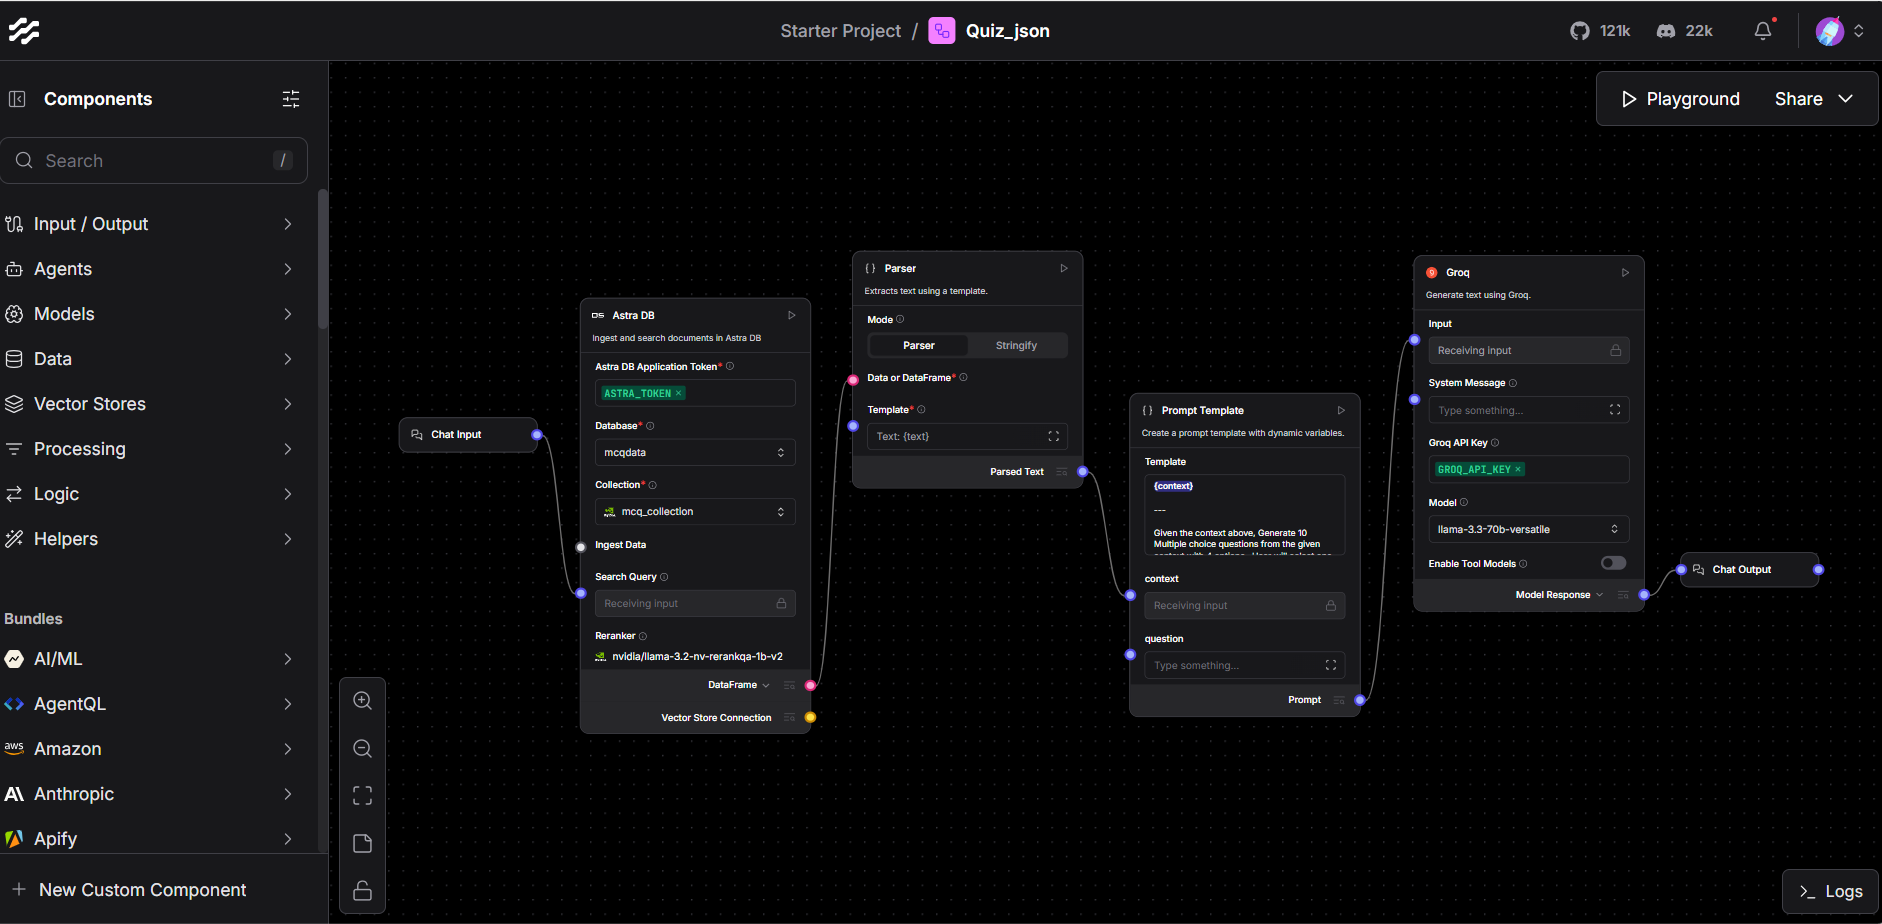 Starter Project / Quiz_json
121k
22k
Components
Search /
Input / Output
Agents
Models
Data
Vector Stores
Processing
Logic
Helpers
Bundles
AI/ML
AgentQL
aws Amazon
Anthropic
Apify
+ New Custom Component
Playground
Share
Chat Input
DS Astra DB
Ingest and search documents in Astra DB
Astra DB Application Token*
ASTRA_TOKEN ×
Database*
mcqdata
Collection*
mcq_collection
Ingest Data
Search Query
Receiving input
Reranker
nvidia/llama-3.2-nv-rerankqa-1b-v2
DataFrame
Vector Store Connection
{ } Parser
Extracts text using a template.
Mode
Parser
Stringify
Data or DataFrame*
Template*
Text: {text}
Parsed Text
{ } Prompt Template
Create a prompt template with dynamic variables.
Template
{context}
---
Given the context above, Generate 10
Multiple choice questions from the given
context
context
Receiving input
question
Type something...
Prompt
Groq
Generate text using Groq.
Input
Receiving input
System Message
Type something...
Groq API Key
GROQ_API_KEY ×
Model
llama-3.3-70b-versatile
Enable Tool Models
Model Response
Chat Output
>_ Logs